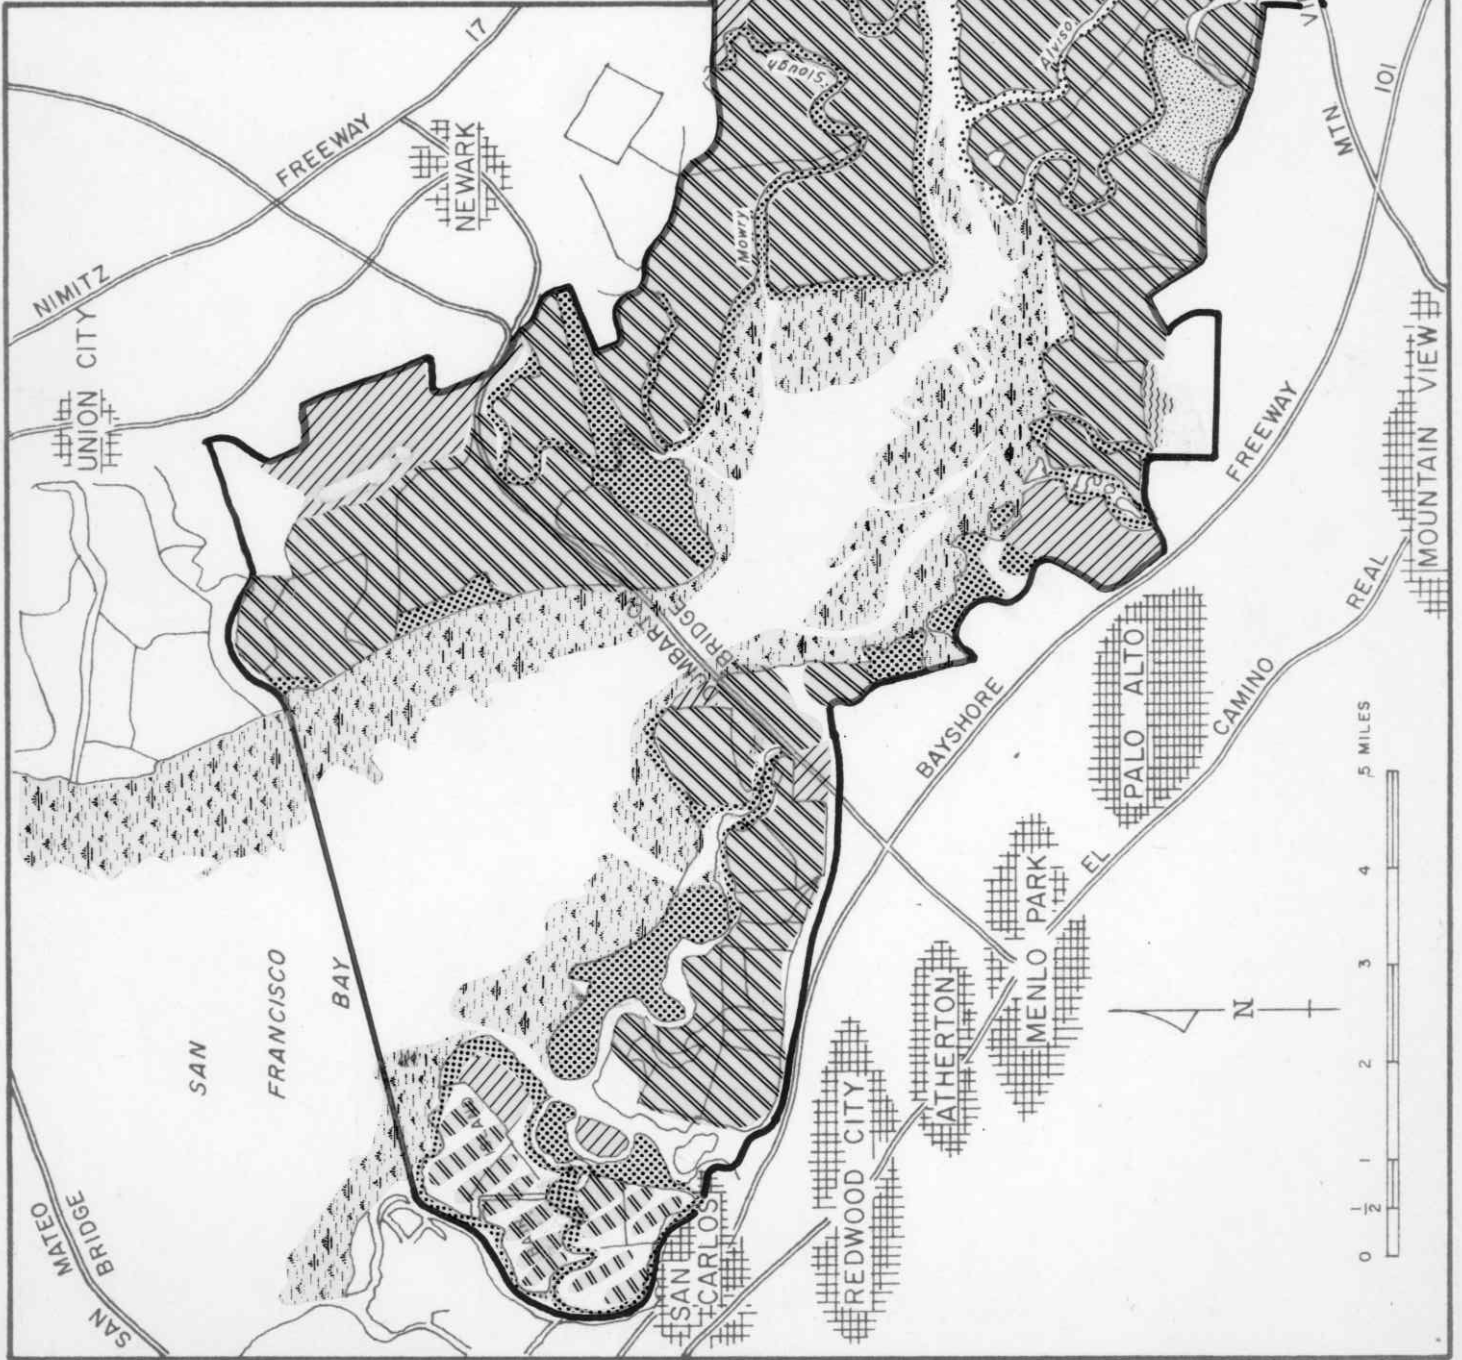 17
FREEWAY
NIMITZ
NEWARK
UNION CITY
Slough
Mowry
Alviso
MTN
101
FREEWAY
BAYSHORE
MOUNTAIN VIEW
REAL
CAMINO
EL
PALO ALTO
DUMBARTON
BRIDGE
MENLO PARK
ATHERTON
REDWOOD CITY
SAN
CARLOS
SAN
FRANCISCO
BAY
SAN MATEO
BRIDGE
N
0 1/2 1 2 3 4 5 MILES